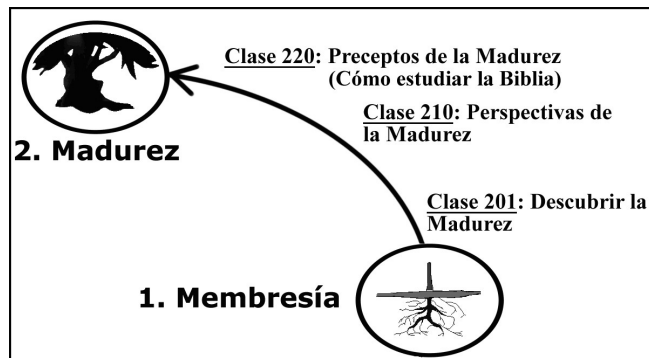 Clase 220: Preceptos de la Madurez
(Cómo estudiar la Biblia)
Clase 210: Perspectivas de
la Madurez
2. Madurez
Clase 201: Descubrir la
Madurez
1. Membresía